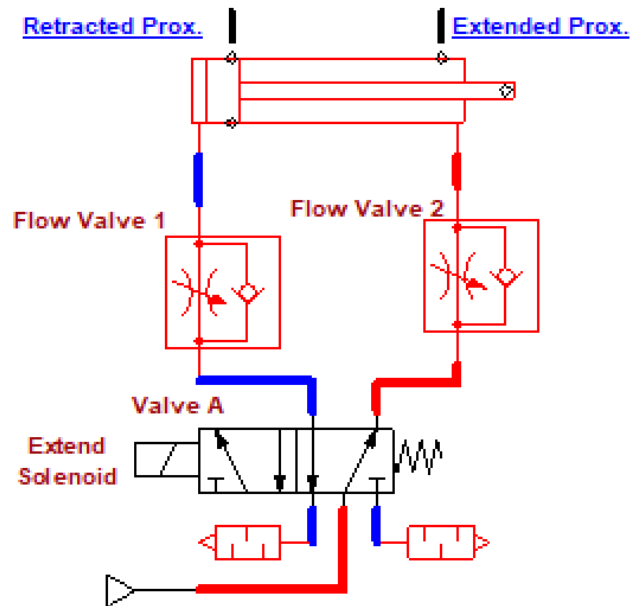 Retracted Prox.
Extended Prox.
Flow Valve 1
Flow Valve 2
Valve A
Extend
Solenoid